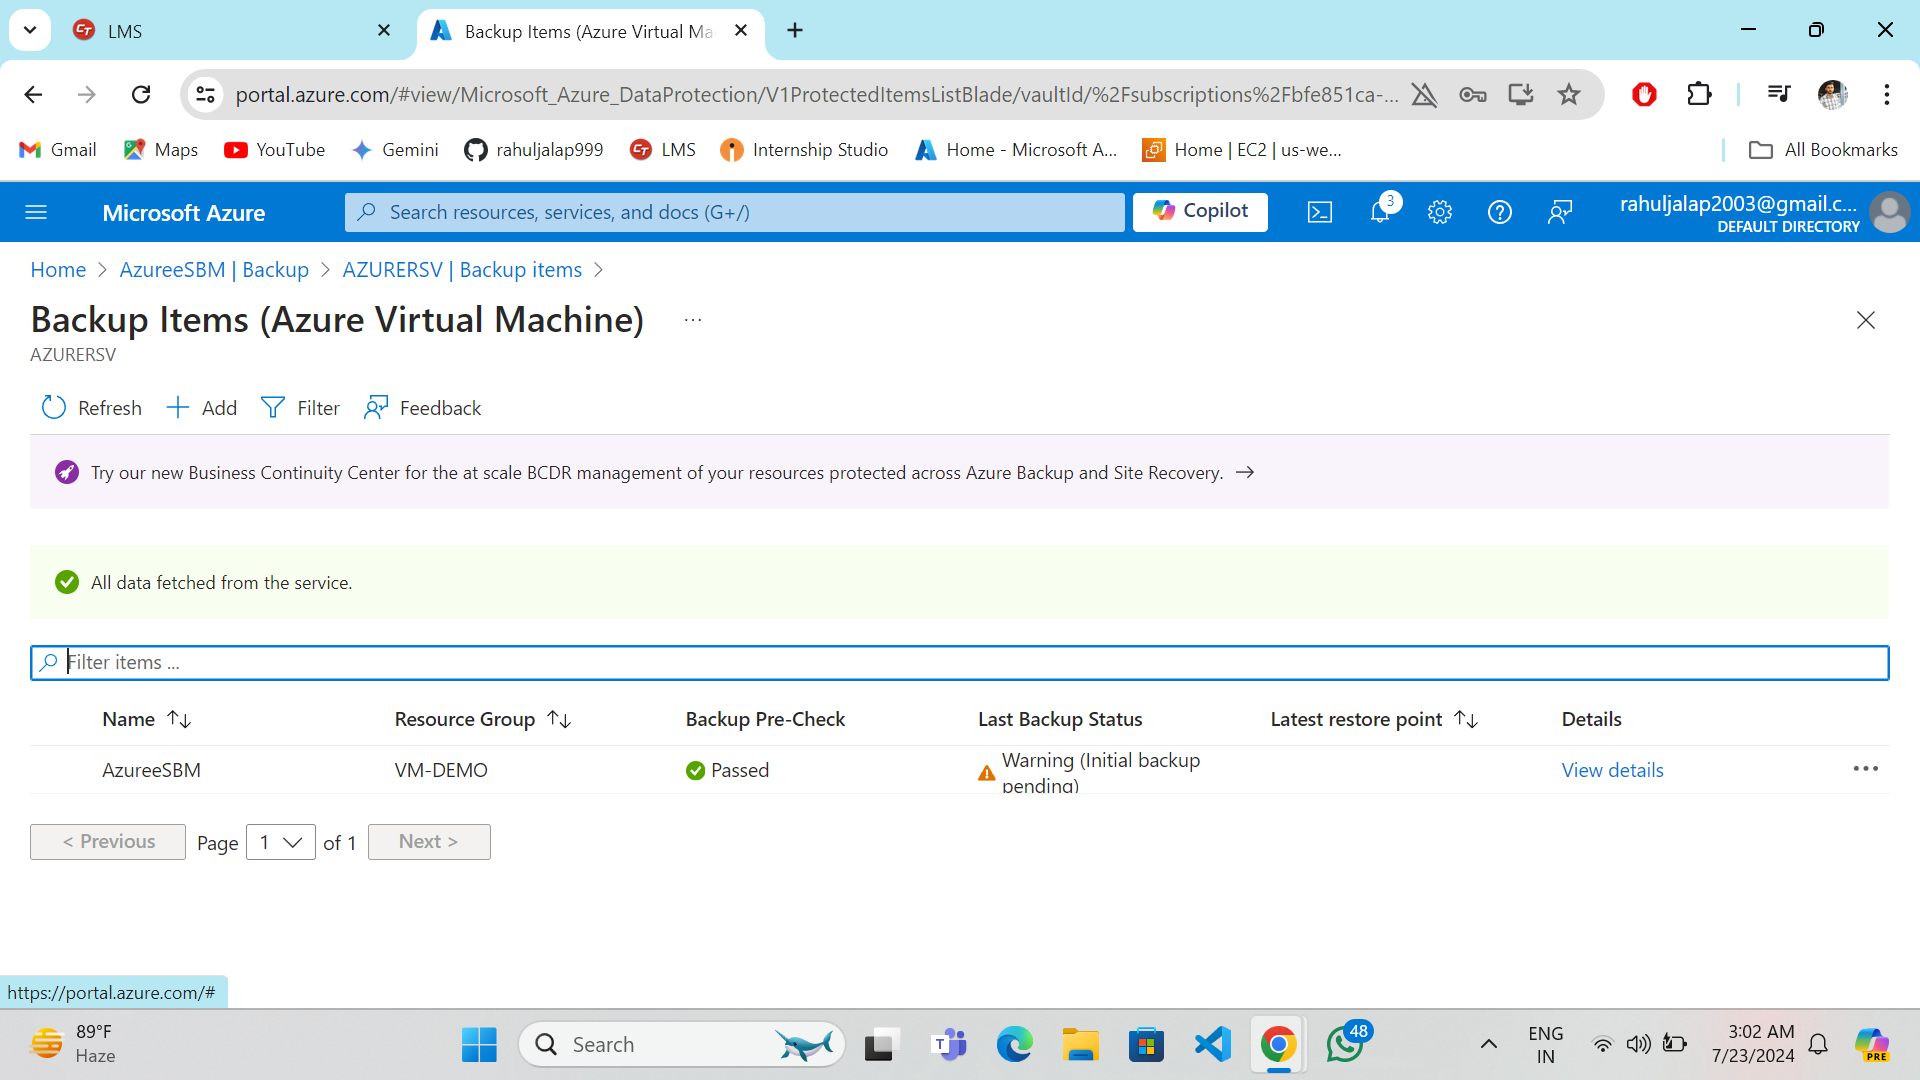 LMS
Backup Items (Azure Virtual Ma
portal.azure.com/#view/Microsoft_Azure_DataProtection/V1ProtectedItemsListBlade/vaultId/%2Fsubscriptions%2Fbfe851ca-...
Gmail Maps YouTube Gemini rahuljalap999 LMS Internship Studio Home - Microsoft A... Home | EC2 | us-we... All Bookmarks
Microsoft Azure
Search resources, services, and docs (G+/)
Copilot
3
rahuljalap2003@gmail.c...
DEFAULT DIRECTORY
Home > AzureeSBM | Backup > AZURERSV | Backup items >
Backup Items (Azure Virtual Machine) ...
AZURERSV
Refresh + Add Filter Feedback
Try our new Business Continuity Center for the at scale BCDR management of your resources protected across Azure Backup and Site Recovery. →
All data fetched from the service.
Filter items ...
Name ↑↓ Resource Group ↑↓ Backup Pre-Check Last Backup Status Latest restore point ↑↓ Details
AzureeSBM VM-DEMO Passed Warning (Initial backup pending) View details ...
< Previous Page 1 of 1 Next >
https://portal.azure.com/#
89°F
Haze
Search
T
48
ENG
IN
3:02 AM
7/23/2024
PRE